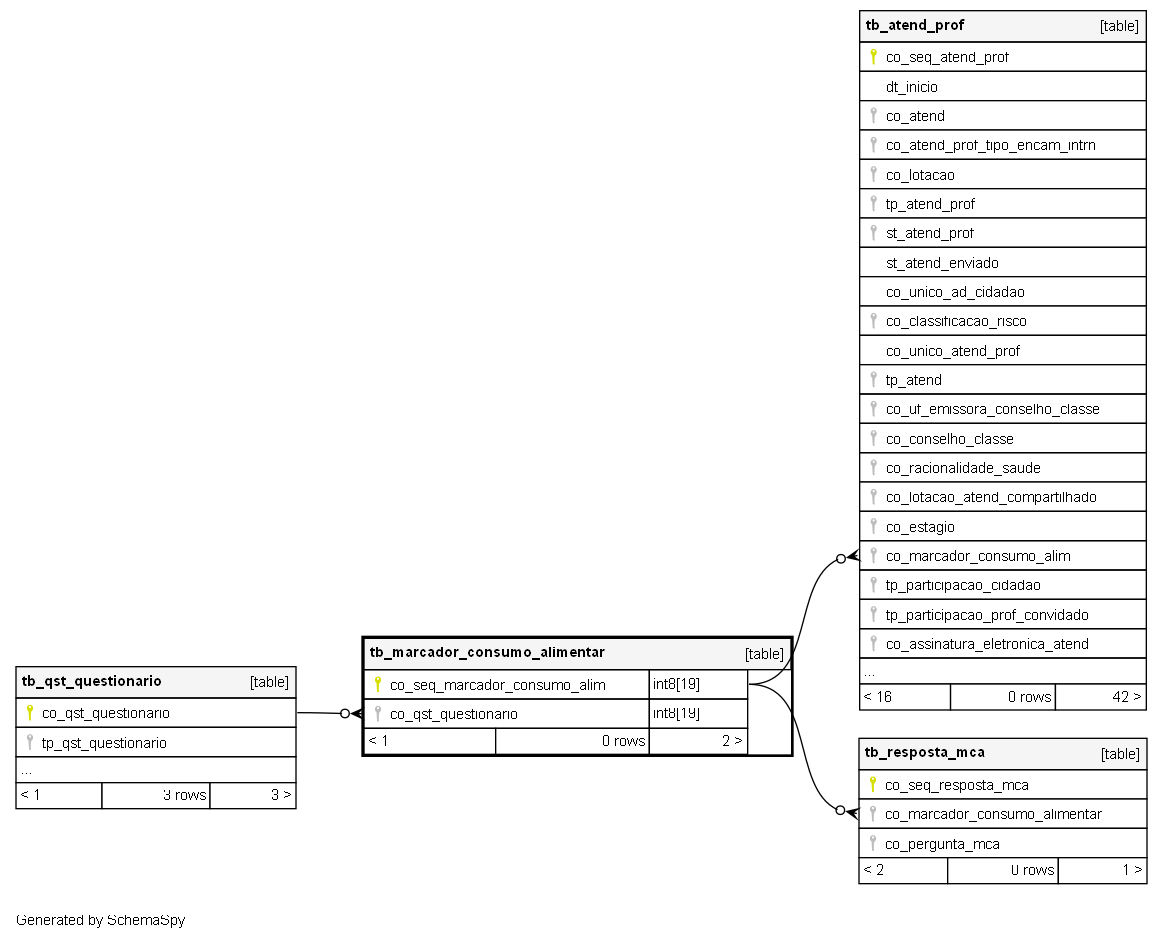 tb_atend_prof [table]
co_seq_atend_prof
dt_inicio
co_atend
co_atend_prof_tipo_encam_intrn
co_lotacao
tp_atend_prof
st_atend_prof
st_atend_enviado
co_unico_ad_cidadao
co_classificacao_risco
co_unico_atend_prof
tp_atend
co_uf_emissora_conselho_classe
co_conselho_classe
co_racionalidade_saude
co_lotacao_atend_compartilhado
co_estagio
co_marcador_consumo_alim
tp_participacao_cidadao
tp_participacao_prof_convidado
co_assinatura_eletronica_atend
...
< 16 0 rows 42 >
tb_marcador_consumo_alimentar [table]
co_seq_marcador_consumo_alim int8[19]
co_qst_questionario int8[19]
< 1 0 rows 2 >
tb_qst_questionario [table]
co_qst_questionario
tp_qst_questionario
...
< 1 3 rows 3 >
tb_resposta_mca [table]
co_seq_resposta_mca
co_marcador_consumo_alimentar
co_pergunta_mca
< 2 0 rows 1 >
Generated by SchemaSpy